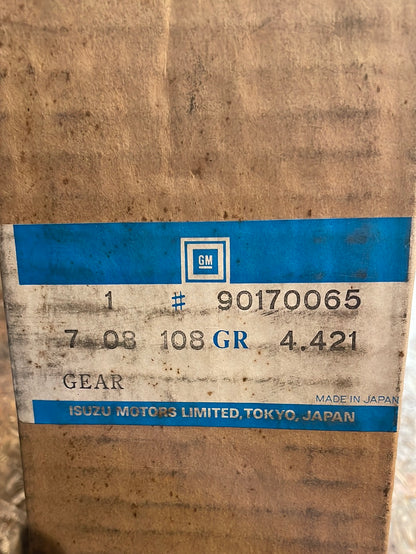 GM
1 # 90170065
7 08 108 GR 4.421
GEAR
MADE IN JAPAN
ISUZU MOTORS LIMITED, TOKYO, JAPAN